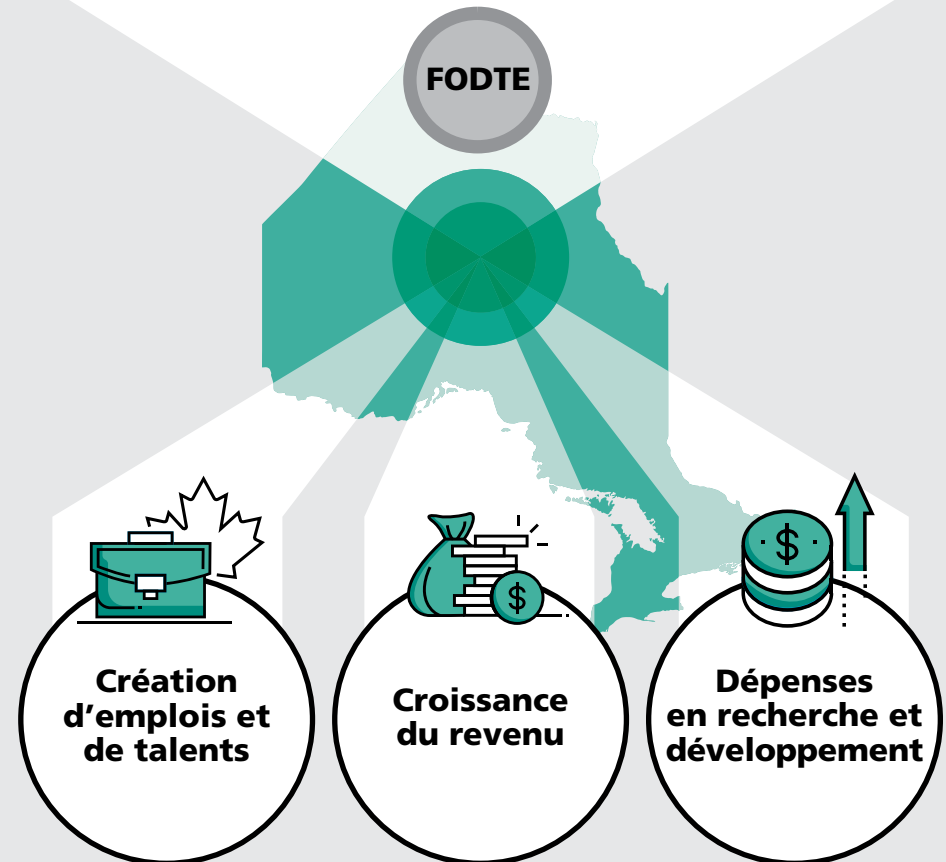 FODTE
$
$
Création
d’emplois et
de talents
Croissance
du revenu
Dépenses
en recherche et
développement